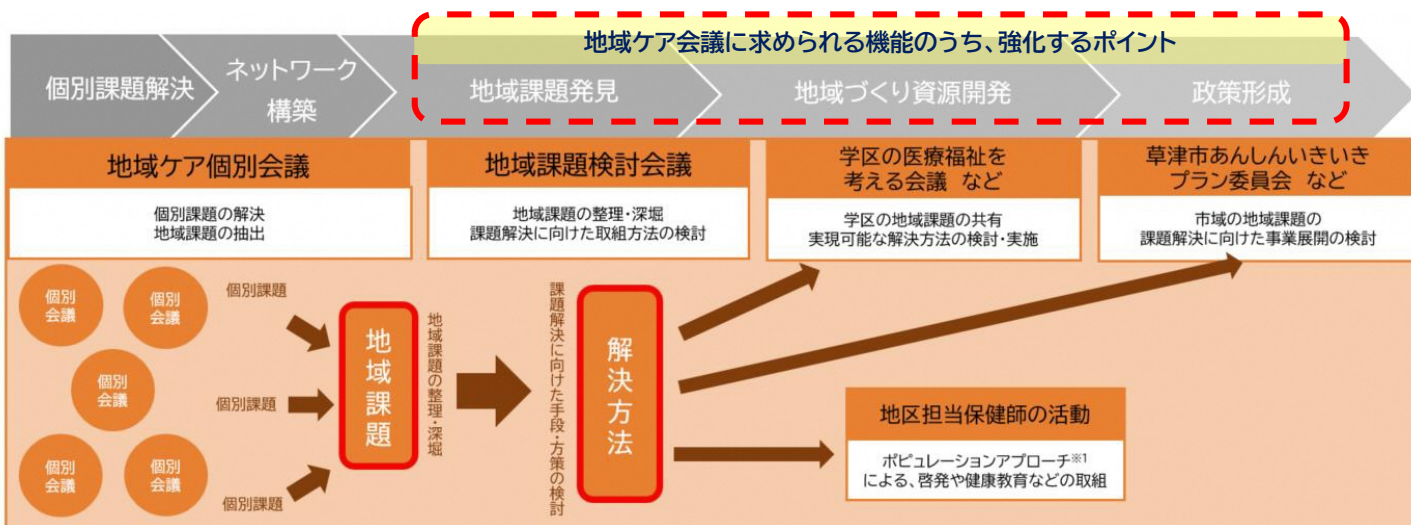 地域ケア会議に求められる機能のうち、強化するポイント
個別課題解決
ネットワーク
構築
地域課題発見
地域づくり資源開発
政策形成
地域ケア個別会議
個別課題の解決
地域課題の抽出
地域課題検討会議
地域課題の整理・深堀
課題解決に向けた取組方法の検討
学区の医療福祉を
考える会議 など
学区の地域課題の共有
実現可能な解決方法の検討・実施
草津市あんしんいきいき
プラン委員会 など
市域の地域課題の
課題解決に向けた事業展開の検討
個別
会議
個別
会議
個別
会議
個別
会議
個別
会議
個別課題
個別課題
個別課題
地域課題
地域課題の整理・深堀
課題解決に向けた手段・方策の検討
解決方法
地区担当保健師の活動
ポピュレーションアプローチ※1
による、啓発や健康教育などの取組